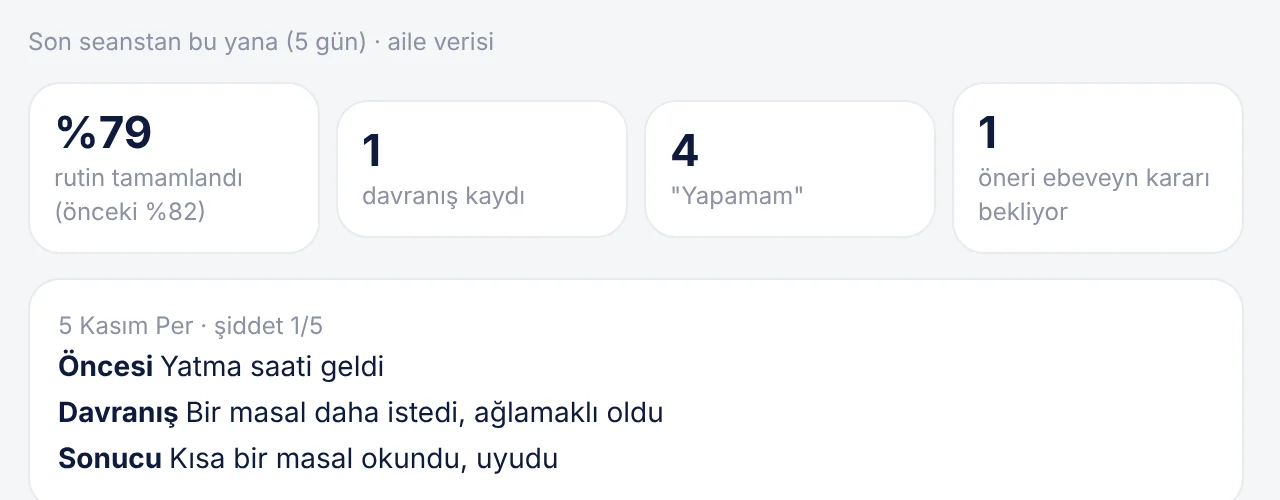 Son seanstan bu yana (5 gün) · aile verisi
%79
rutin tamamlandı
(önceki %82)
1
davranış kaydı
4
"Yapamam"
1
öneri ebeveyn kararı
bekliyor
5 Kasım Per · şiddet 1/5
Öncesi Yatma saati geldi
Davranış Bir masal daha istedi, ağlamaklı oldu
Sonucu Kısa bir masal okundu, uyudu